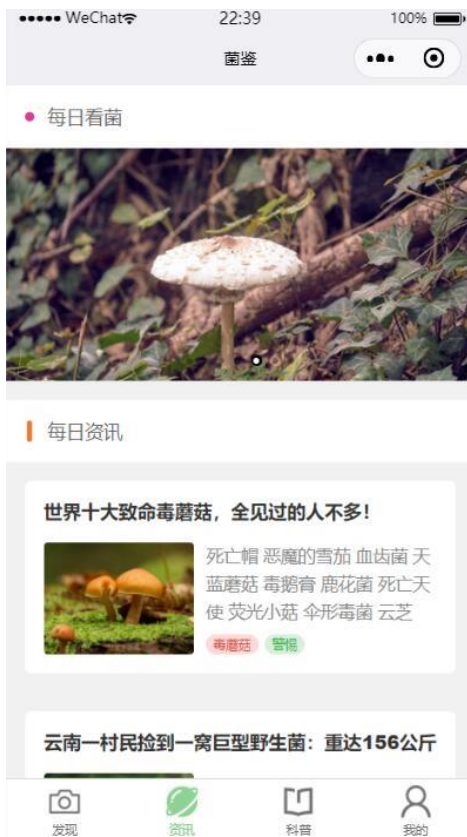 WeChat 22:39 100%
菌鉴
每日看菌
每日资讯
世界十大致命毒蘑菇，全见过的人不多！
死亡帽 恶魔的雪茄 血齿菌 天
蓝蘑菇 毒鹅膏 鹿花菌 死亡天
使 荧光小菇 伞形毒菌 云芝
毒蘑菇 警惕
云南一村民捡到一窝巨型野生菌：重达156公斤
发现 资讯 科普 我的